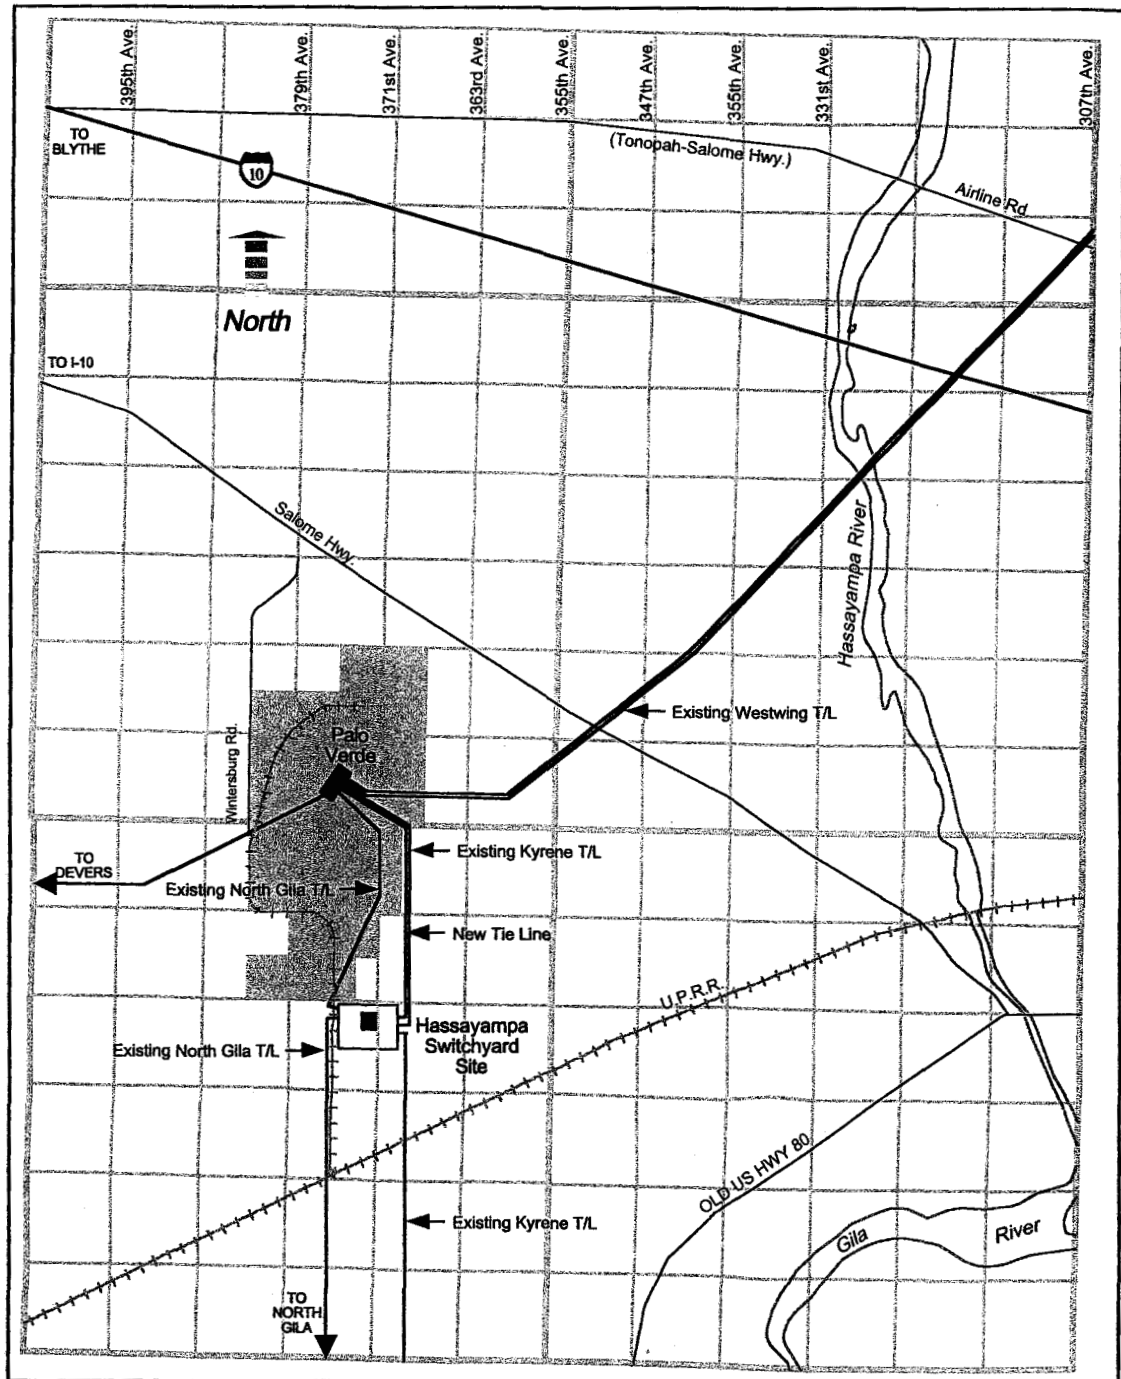 395th Ave.
379th Ave.
371st Ave.
363rd Ave.
355th Ave.
347th Ave.
355th Ave.
331st Ave.
307th Ave.
TO
BLYTHE
(Tonopah-Salome Hwy.)
10
Airline Rd
North
TO I-10
Salome Hwy.
Hassayampa River
Existing Westwing T/L
Wintersburg Rd.
Palo
Verde
Existing Kyrene T/L
TO
DEVERS
Existing North Gila T/L
New Tie Line
U.P.R.R.
Hassayampa
Switchyard
Site
Existing North Gila T/L
OLD US HWY 80
Existing Kyrene T/L
Gila
River
TO
NORTH
GILA